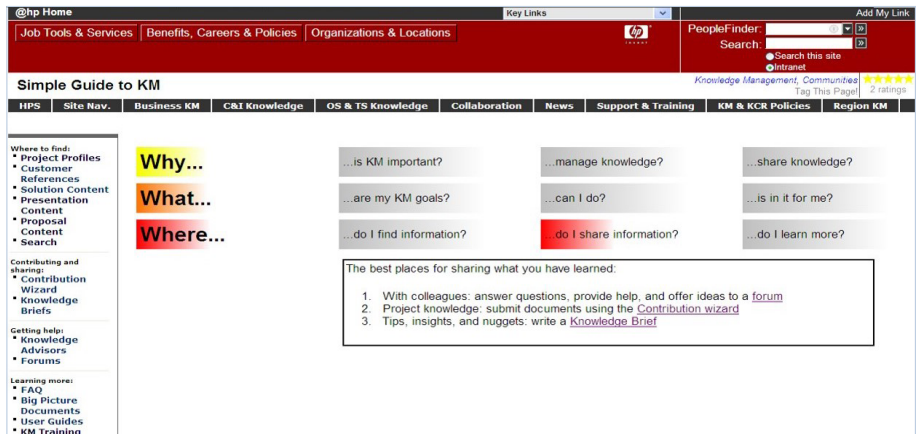 @hp Home
Key Links
Add My Link
Job Tools & Services
Benefits, Careers & Policies
Organizations & Locations
hp
invent
PeopleFinder:
Search:
Search this site
Intranet
Simple Guide to KM
Knowledge Management, Communities
Tag This Page!
2 ratings
HPS
Site Nav.
Business KM
C&I Knowledge
OS & TS Knowledge
Collaboration
News
Support & Training
KM & KCR Policies
Region KM
Where to find:
Project Profiles
Customer
References
Solution Content
Presentation
Content
Proposal
Content
Search
Contributing and
sharing:
Contribution
Wizard
Knowledge
Briefs
Getting help:
Knowledge
Advisors
Forums
Learning more:
FAQ
Big Picture
Documents
User Guides
KM Training
Why...
...is KM important?
...manage knowledge?
...share knowledge?
What...
...are my KM goals?
...can I do?
...is in it for me?
Where...
...do I find information?
...do I share information?
...do I learn more?
The best places for sharing what you have learned:
1. With colleagues: answer questions, provide help, and offer ideas to a forum
2. Project knowledge: submit documents using the Contribution wizard
3. Tips, insights, and nuggets: write a Knowledge Brief